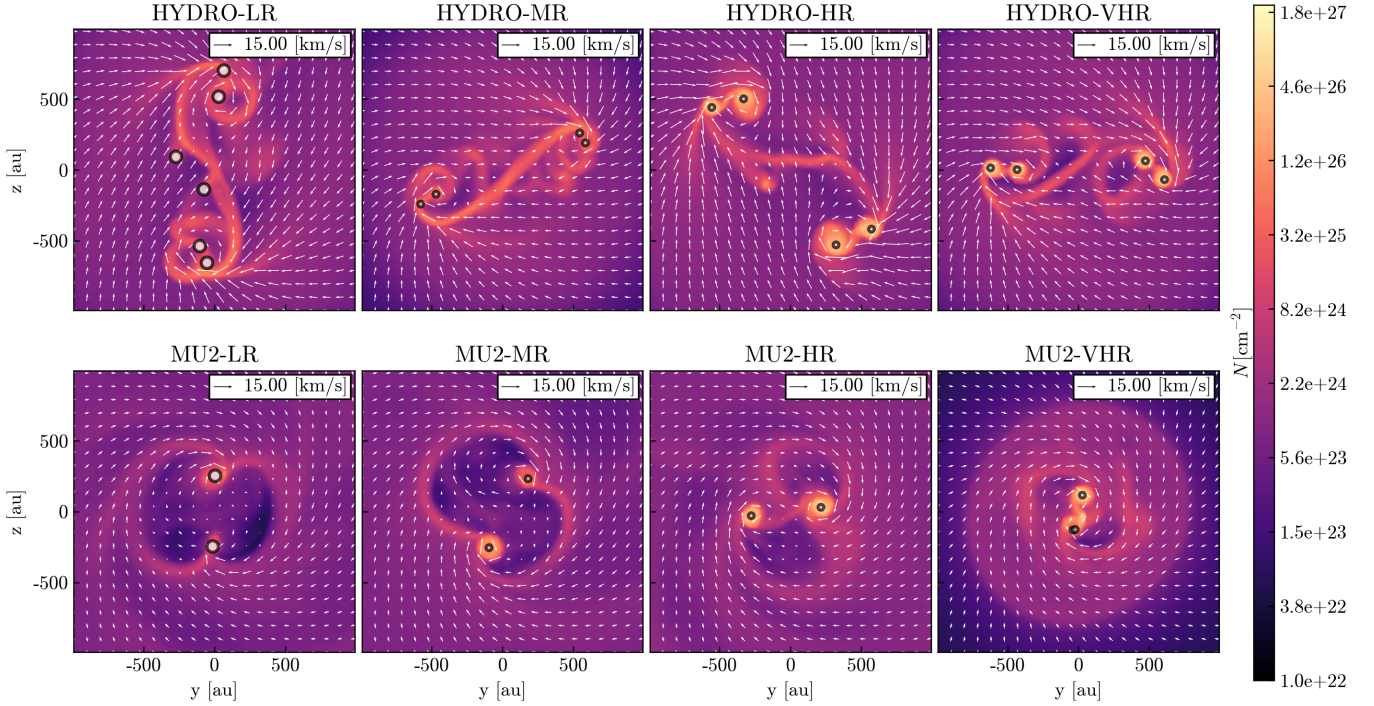 HYDRO-LR HYDRO-MR HYDRO-HR HYDRO-VHR
15.00 [km/s] 15.00 [km/s] 15.00 [km/s] 15.00 [km/s]
500
0
-500
z [au]
MU2-LR MU2-MR MU2-HR MU2-VHR
15.00 [km/s] 15.00 [km/s] 15.00 [km/s] 15.00 [km/s]
500
0
-500
z [au]
-500 0 500 -500 0 500 -500 0 500 -500 0 500
y [au] y [au] y [au] y [au]
N[cm⁻²]
1.8e+27
4.6e+26
1.2e+26
3.2e+25
8.2e+24
2.2e+24
5.6e+23
1.5e+23
3.8e+22
1.0e+22